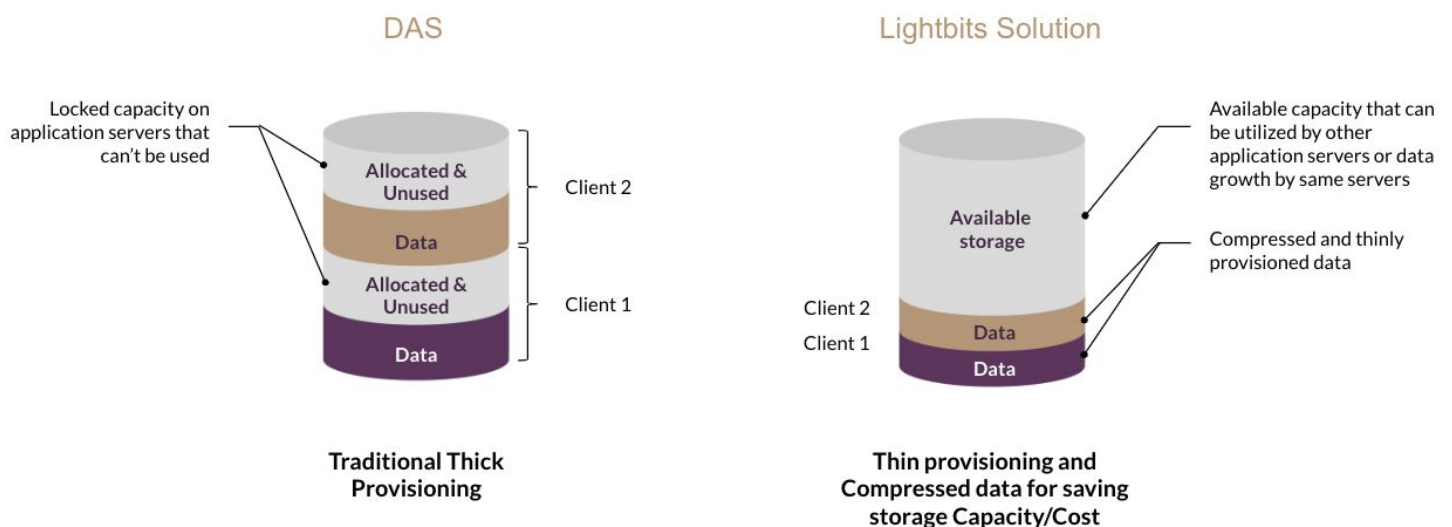 DAS
Locked capacity on
application servers that
can't be used
Allocated &
Unused
Data
Client 2
Allocated &
Unused
Data
Client 1
Traditional Thick
Provisioning
Lightbits Solution
Available capacity that can
be utilized by other
application servers or data
growth by same servers
Available
storage
Compressed and thinly
provisioned data
Client 2
Data
Client 1
Data
Thin provisioning and
Compressed data for saving
storage Capacity/Cost